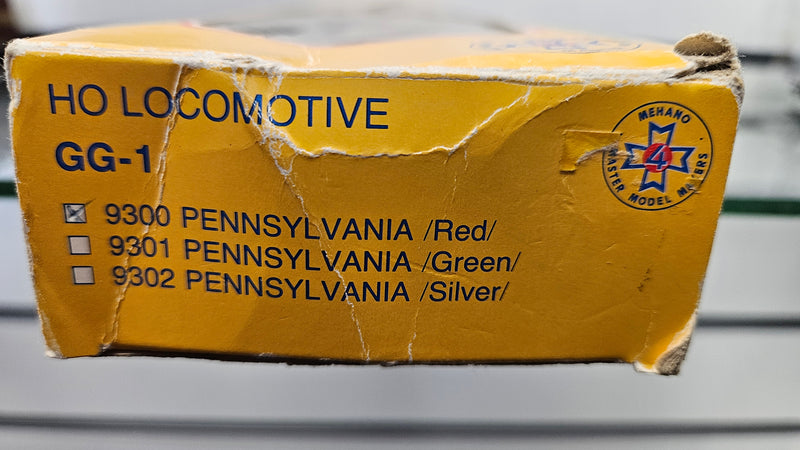 HO LOCOMOTIVE
GG-1
9300 PENNSYLVANIA /Red/
9301 PENNSYLVANIA /Green/
9302 PENNSYLVANIA /Silver/
MEHANO
4
MASTER MODEL MAKERS